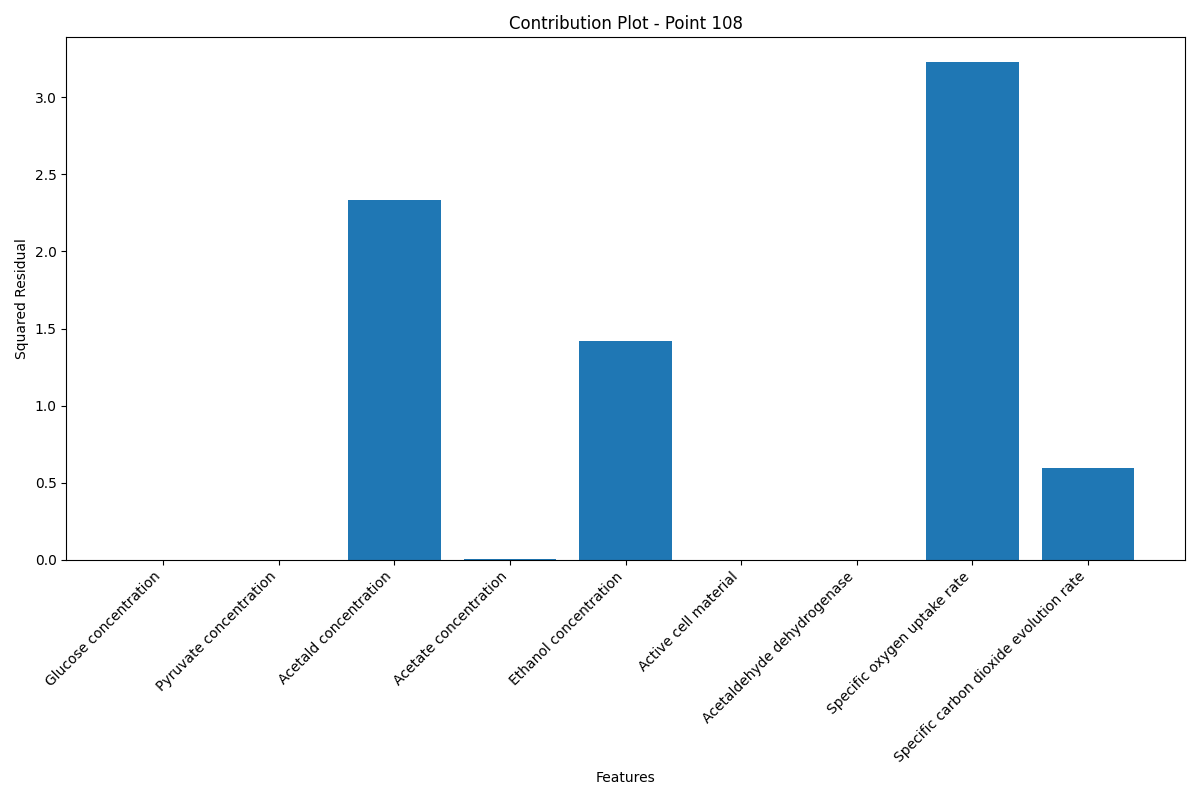 Contribution Plot - Point 108
Squared Residual
3.0
2.5
2.0
1.5
1.0
0.5
0.0
Glucose concentration
Pyruvate concentration
Acetald concentration
Acetate concentration
Ethanol concentration
Active cell material
Acetaldehyde dehydrogenase
Specific oxygen uptake rate
Specific carbon dioxide evolution rate
Features